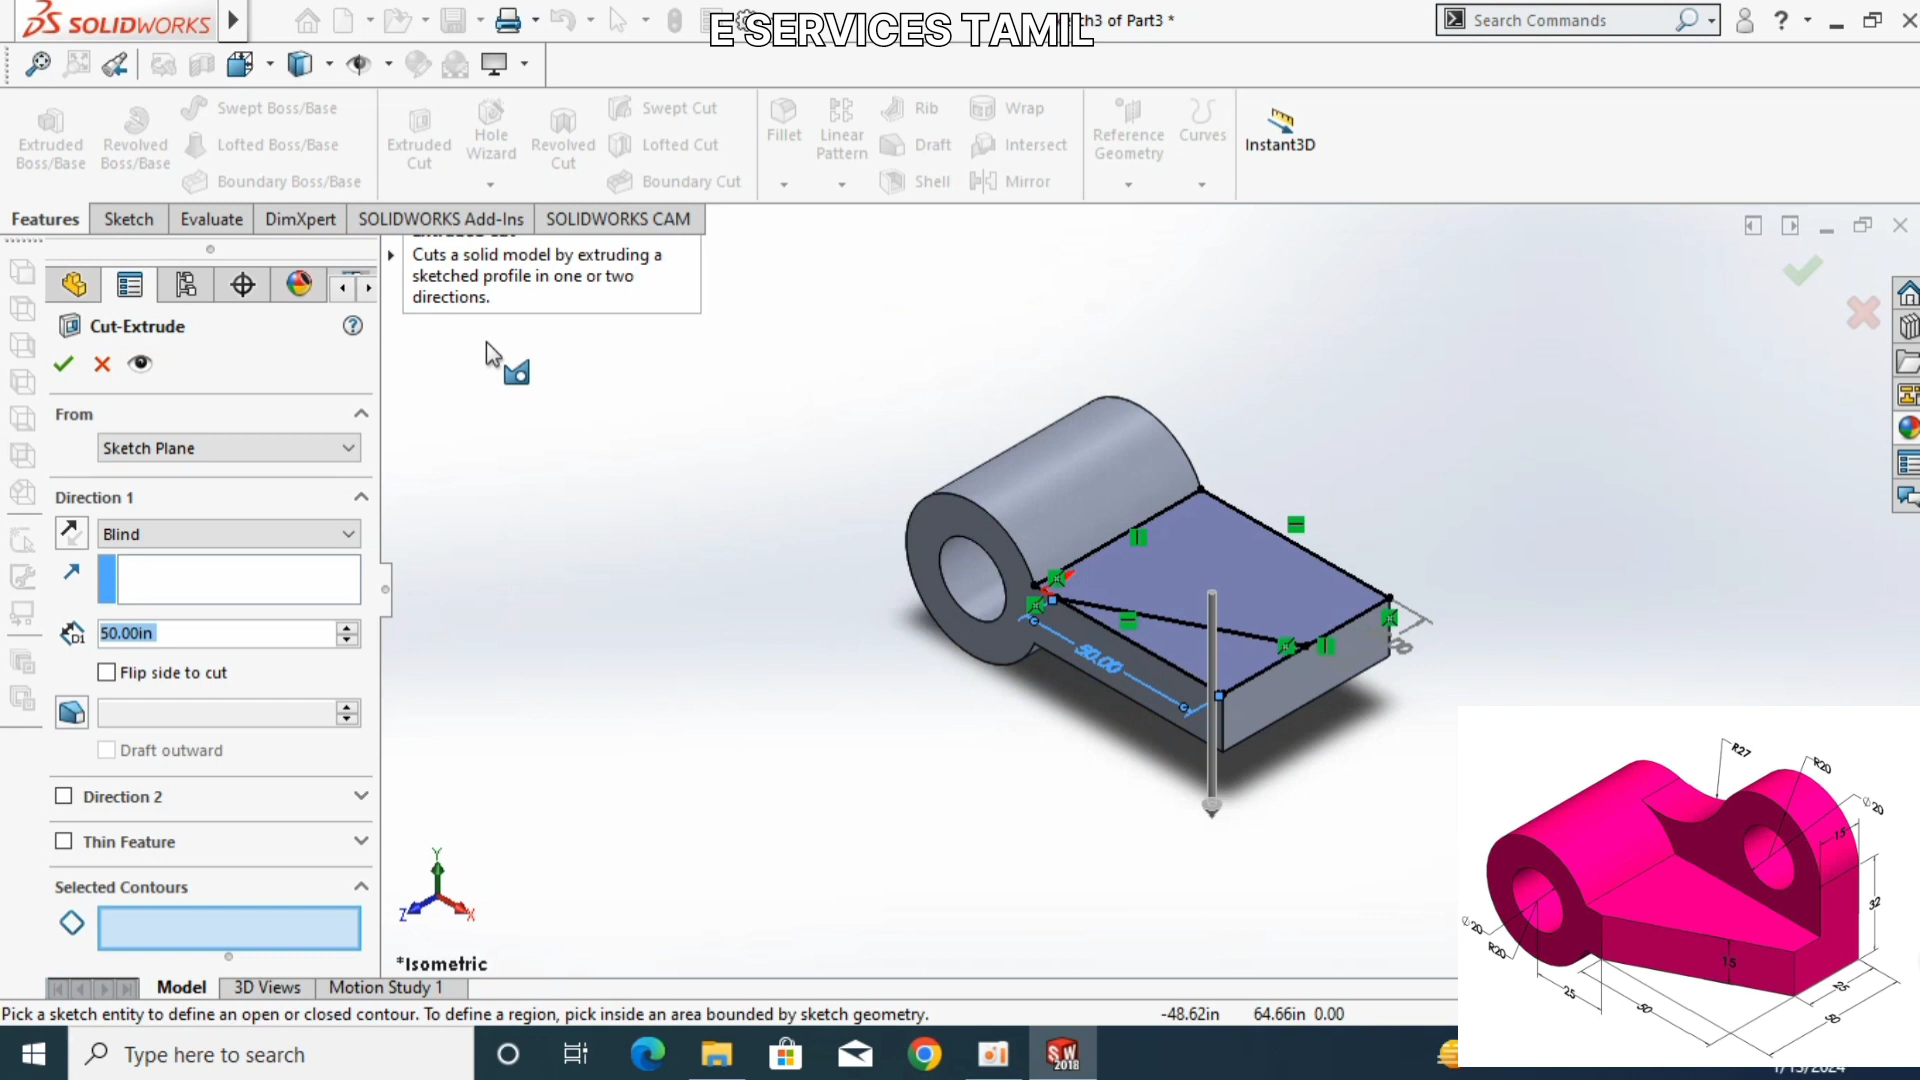 SOLIDWORKS
E SERVICES TAMIL
ch3 of Part3 *
Search Commands
Extruded Boss/Base
Revolved Boss/Base
Swept Boss/Base
Lofted Boss/Base
Boundary Boss/Base
Extruded Cut
Hole Wizard
Revolved Cut
Swept Cut
Lofted Cut
Boundary Cut
Fillet
Linear Pattern
Rib
Draft
Shell
Wrap
Intersect
Mirror
Reference Geometry
Curves
Instant3D
Features
Sketch
Evaluate
DimXpert
SOLIDWORKS Add-Ins
SOLIDWORKS CAM
Cuts a solid model by extruding a
sketched profile in one or two
directions.
Cut-Extrude
From
Sketch Plane
Direction 1
Blind
D1
50.00in
Flip side to cut
Draft outward
Direction 2
Thin Feature
Selected Contours
50.00
Y
Z
X
*Isometric
R27
R20
∅20
15
32
∅20
R20
15
25
50
25
50
Model
3D Views
Motion Study 1
Pick a sketch entity to define an open or closed contour. To define a region, pick inside an area bounded by sketch geometry.
-48.62in
64.66in
0.00
Type here to search
SW
2018